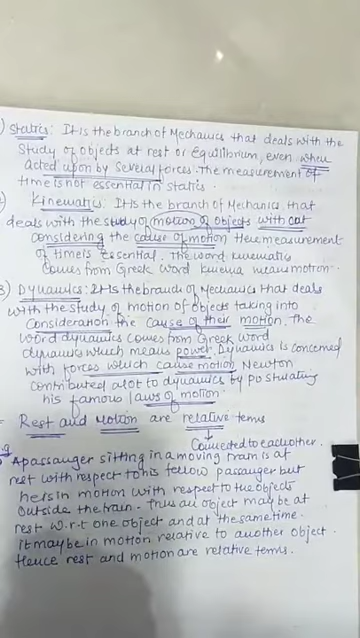 ) Statics: It is the branch of Mechanics that deals with the
study of objects at rest or Equilibrium, even when
acted upon by several forces. The measurement of
time is not essential in statics.
Kinematics: It is the branch of Mechanics, that
deals with the study of motion of objects with out
considering the cause of motion Here measurement
of time is essential. The word kinematic
comes from Greek word kinema means motion.
3) Dynamics: It is the branch of Mechanics that deals
with the study of motion of objects taking into
consideration the cause of their motion. The
word dynamics comes from Greek word
dynamis which means power. Dynamics is concerned
with forces which cause motion Newton
contributed a lot to dynamics by postulating
his famous laws of motion.
Rest and Motion are relative terms
Connected to each other.
A passanger sitting in a moving train is at
rest with respect to his fellow passanger but
he is in motion with respect to the objects
outside the train. Thus an object may be at
rest w.r.t one object and at the same time.
it may be in motion relative to another object.
Hence rest and motion are relative terms.